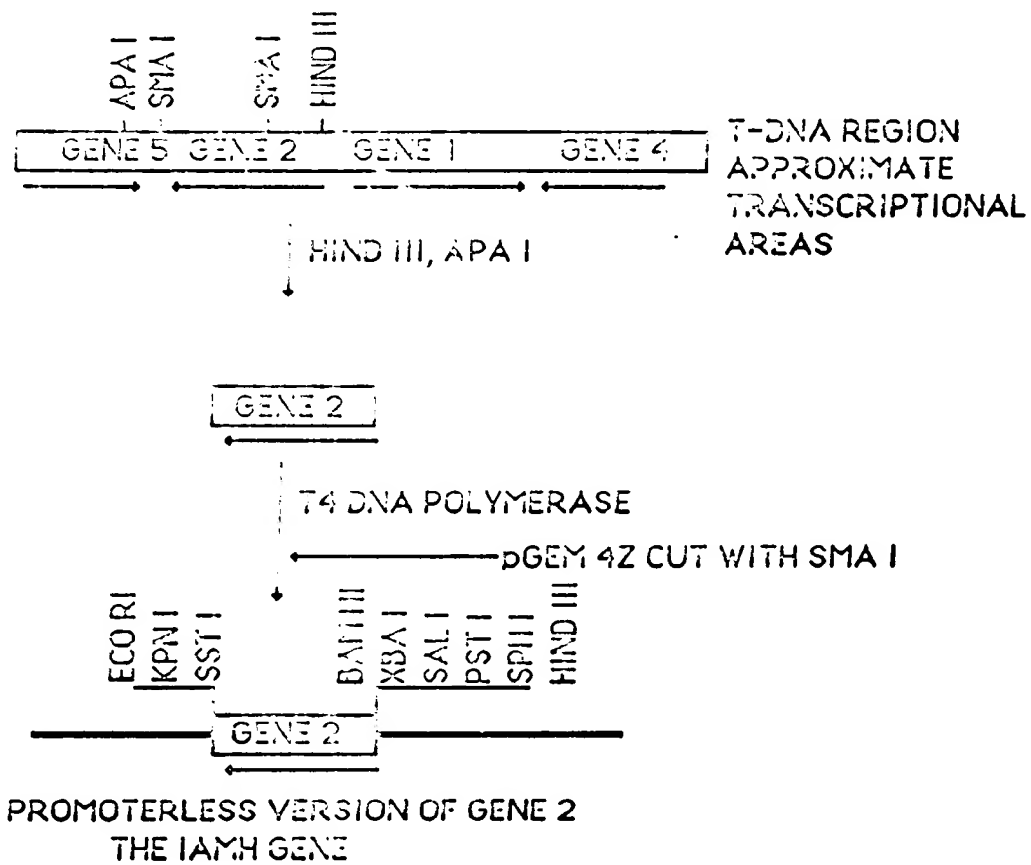 APA I
SMA I
SMA I
HIND III
GENE 5 GENE 2 GENE 1 GENE 4
T-DNA REGION
APPROXIMATE
TRANSCRIPTIONAL
AREAS
HIND III, APA I
GENE 2
T4 DNA POLYMERASE
pGEM 4Z CUT WITH SMA I
ECO RI
KPN I
SST I
BAM HI
XBA I
SAL I
PST I
SPH I
HIND III
GENE 2
PROMOTERLESS VERSION OF GENE 2
THE IAMH GENE